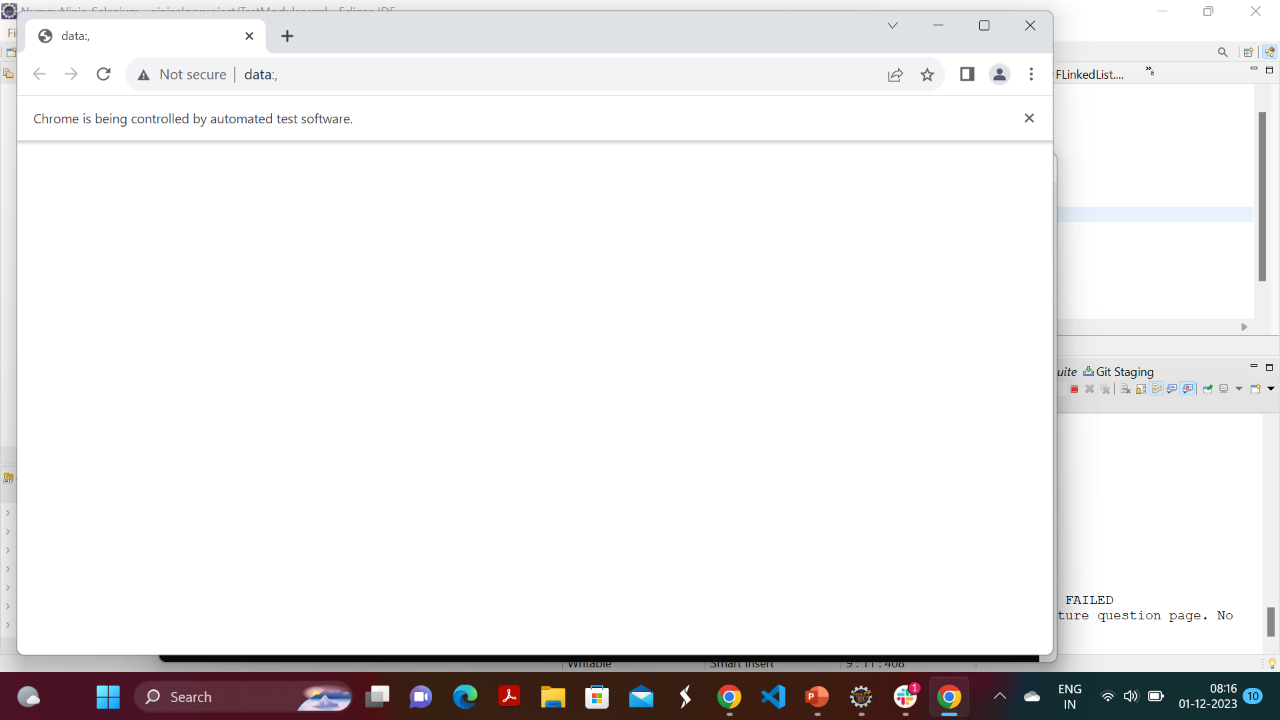 data:,
Not secure
data:,
FLinkedList....
Chrome is being controlled by automated test software.
uite
Git Staging
FAILED
ture question page. No
Writable
Smart Insert
9 : 11 : 408
Search
1
ENG
IN
08:16
01-12-2023
10